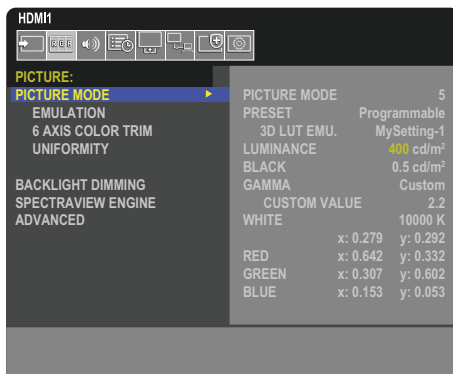 HDMI1
RGB
PICTURE:
PICTURE MODE
EMULATION
6 AXIS COLOR TRIM
UNIFORMITY
BACKLIGHT DIMMING
SPECTRAVIEW ENGINE
ADVANCED
PICTURE MODE 5
PRESET Programmable
3D LUT EMU. MySetting-1
LUMINANCE 400 cd/m²
BLACK 0.5 cd/m²
GAMMA Custom
CUSTOM VALUE 2.2
WHITE 10000 K
x: 0.279 y: 0.292
RED x: 0.642 y: 0.332
GREEN x: 0.307 y: 0.602
BLUE x: 0.153 y: 0.053